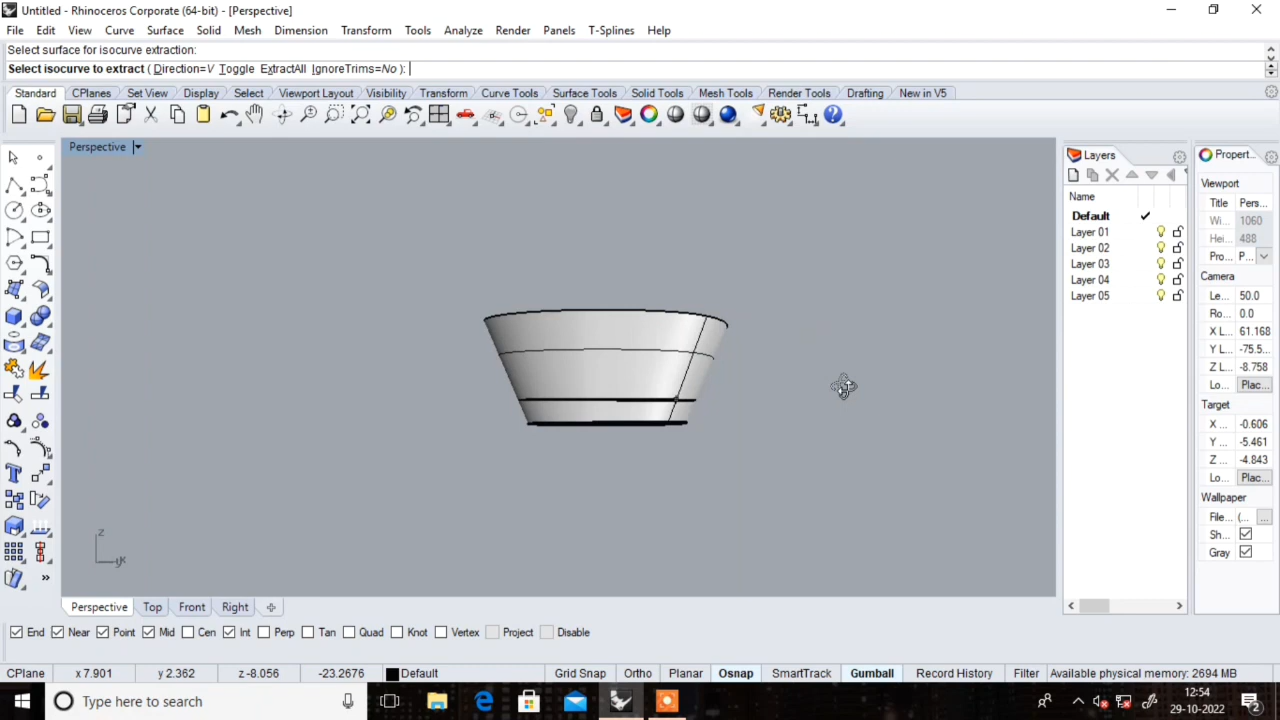 Untitled - Rhinoceros Corporate (64-bit) - [Perspective]
File Edit View Curve Surface Solid Mesh Dimension Transform Tools Analyze Render Panels T-Splines Help
Select surface for isocurve extraction:
Select isocurve to extract ( Direction=V Toggle ExtractAll IgnoreTrims=No ):
Standard CPlanes Set View Display Select Viewport Layout Visibility Transform Curve Tools Surface Tools Solid Tools Mesh Tools Render Tools Drafting New in V5
Perspective
Layers
Name
Default
Layer 01
Layer 02
Layer 03
Layer 04
Layer 05
Propert...
Viewport
Title Pers...
Wi... 1060
Hei... 488
Pro... P...
Camera
Le... 50.0
Ro... 0.0
X L... 61.168
Y L... -75.5...
Z L... -8.758
Lo... Plac...
Target
X ... -0.606
Y ... -5.461
Z ... -4.843
Lo... Plac...
Wallpaper
File... (... ...
Sh...
Gray
z
x
Perspective Top Front Right
End Near Point Mid Cen Int Perp Tan Quad Knot Vertex Project Disable
CPlane x 7.901 y 2.362 z -8.056 -23.2676 Default Grid Snap Ortho Planar Osnap SmartTrack Gumball Record History Filter Available physical memory: 2694 MB
Type here to search
12:54
29-10-2022
2